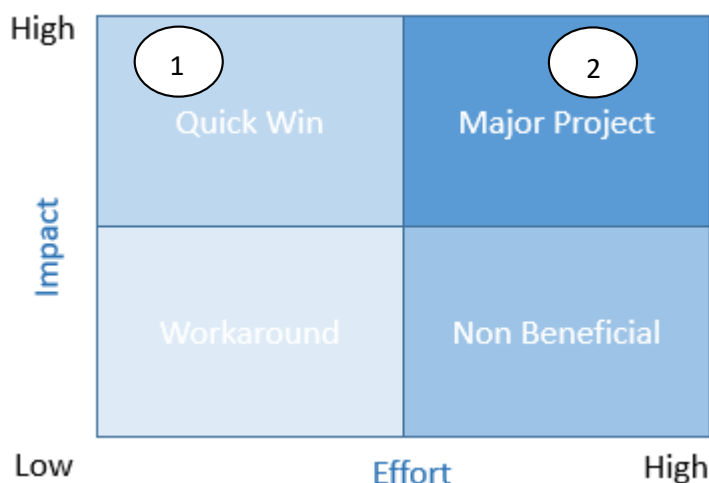 High
1
2
Quick Win
Major Project
Impact
Workaround
Non Beneficial
Low
Effort
High